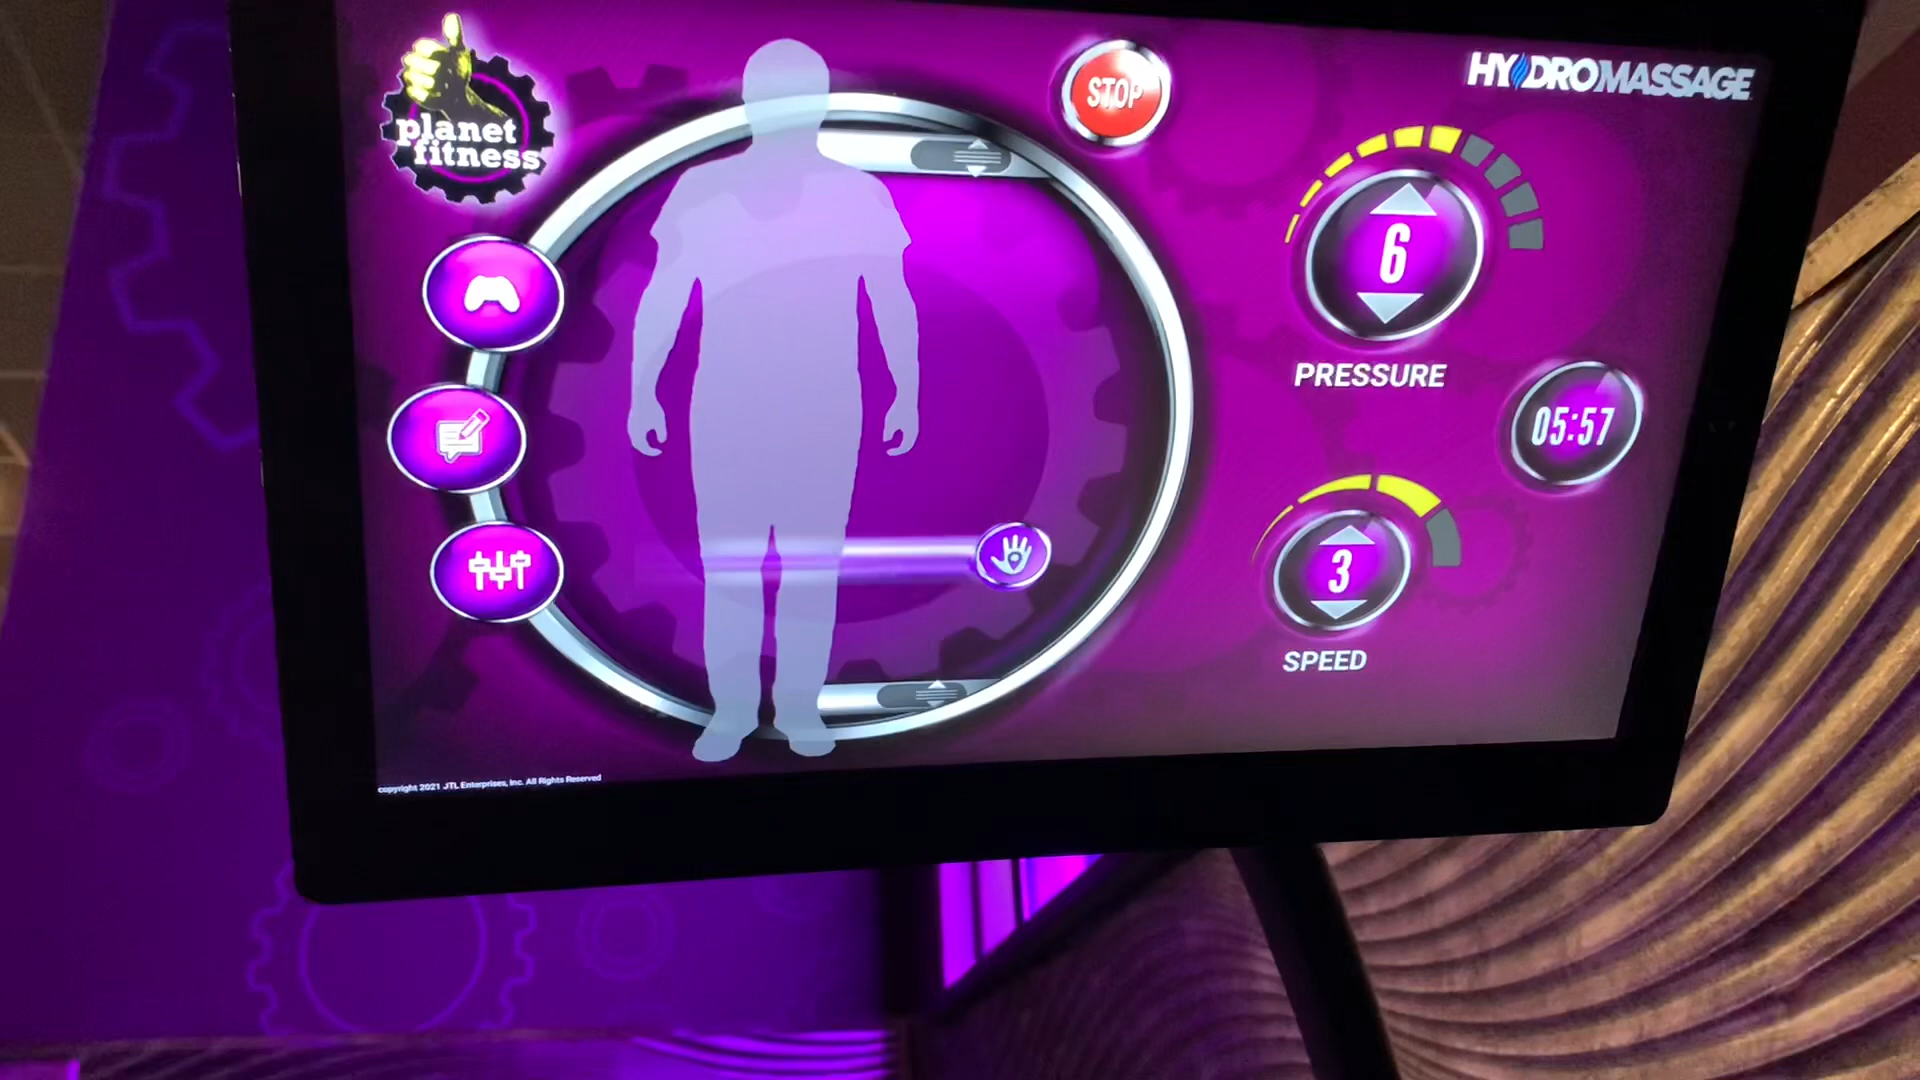 planet
fitness
STOP
HYDROMASSAGE
6
PRESSURE
05:57
3
SPEED
copyright 2021 JTL Enterprises, Inc. All Rights Reserved